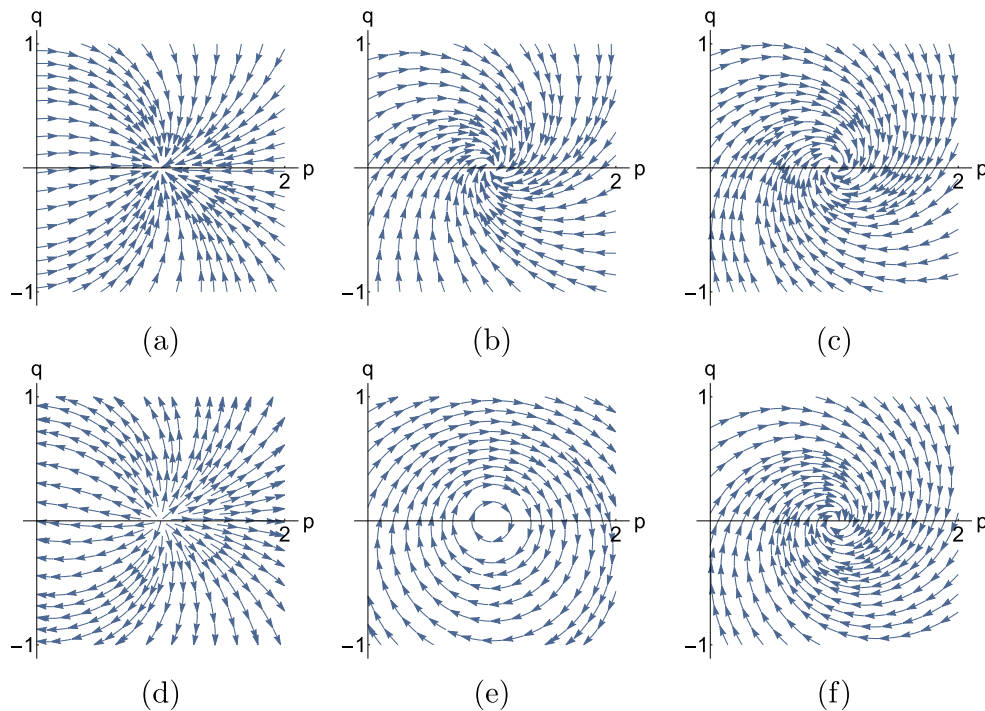 q q q
1 1 1
p p p
2 2 2
−1 −1 −1
(a) (b) (c)
q q q
1 1 1
p p p
2 2 2
−1 −1 −1
(d) (e) (f)